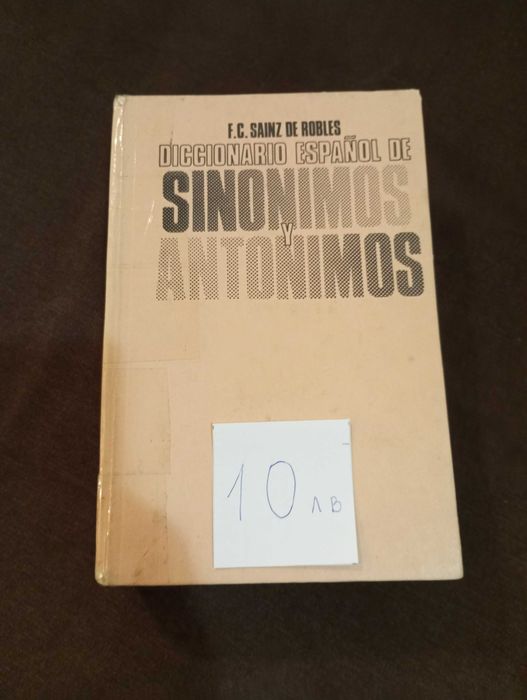 F.C. SAINZ DE ROBLES
DICCIONARIO ESPAÑOL DE
SINONIMOS
Y
ANTONIMOS
10 лв